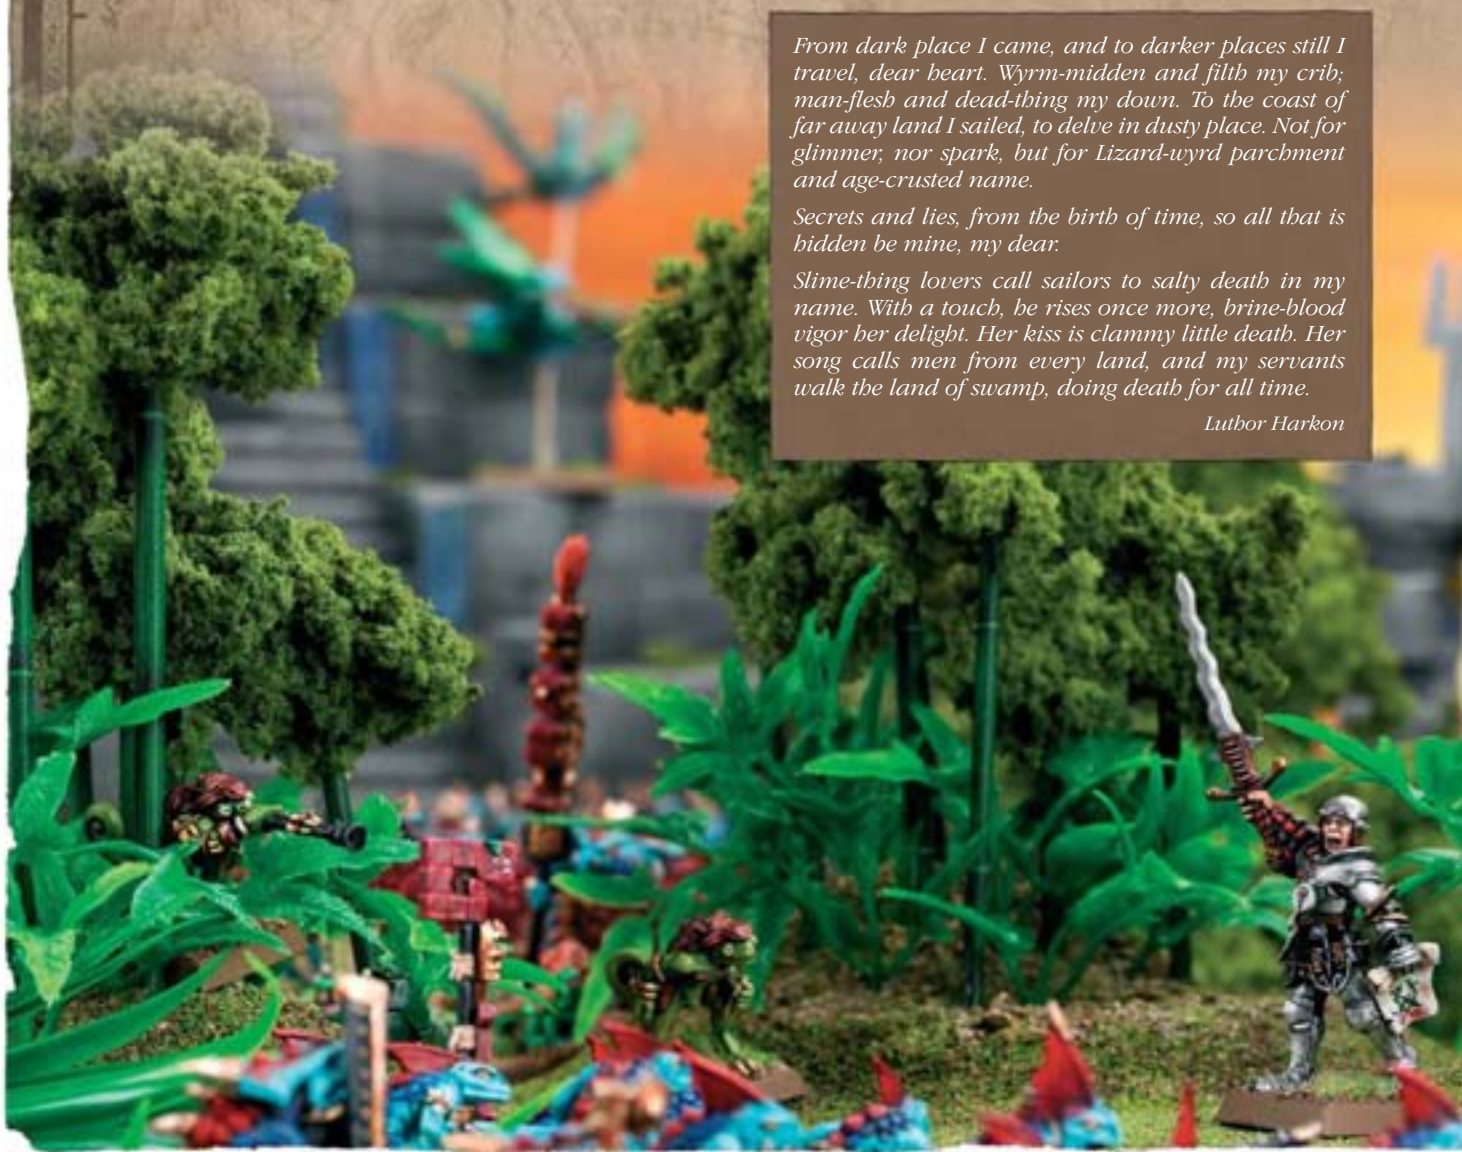 From dark place I came, and to darker places still I
travel, dear heart. Wyrm-midden and filth my crib;
man-flesh and dead-thing my down. To the coast of
far away land I sailed, to delve in dusty place. Not for
glimmer, nor spark, but for Lizard-wyrd parchment
and age-crusted name.
Secrets and lies, from the birth of time, so all that is
hidden be mine, my dear.
Slime-thing lovers call sailors to salty death in my
name. With a touch, he rises once more, brine-blood
vigor her delight. Her kiss is clammy little death. Her
song calls men from every land, and my servants
walk the land of swamp, doing death for all time.
Luthor Harkon